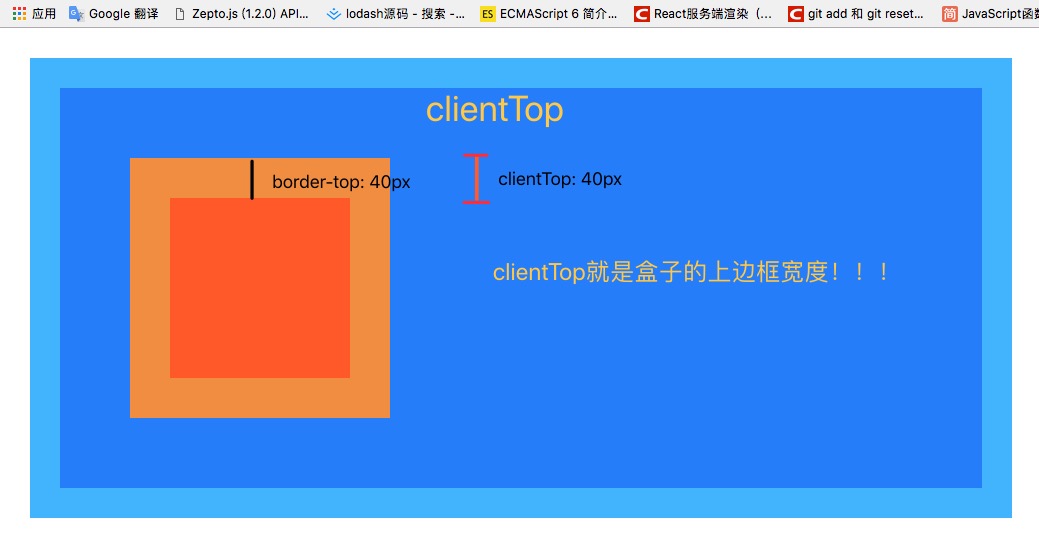 应用 Google 翻译 Zepto.js (1.2.0) API... lodash源码 - 搜索 -... ES ECMAScript 6 简介... C React服务端渲染（... C git add 和 git reset... 简 JavaScript函数
clientTop
border-top: 40px clientTop: 40px
clientTop就是盒子的上边框宽度！！！